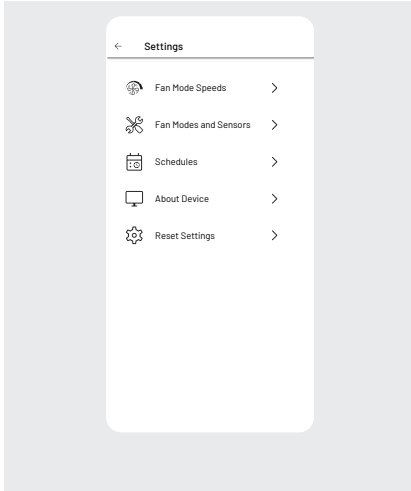 Settings
Fan Mode Speeds
Fan Modes and Sensors
Schedules
About Device
Reset Settings